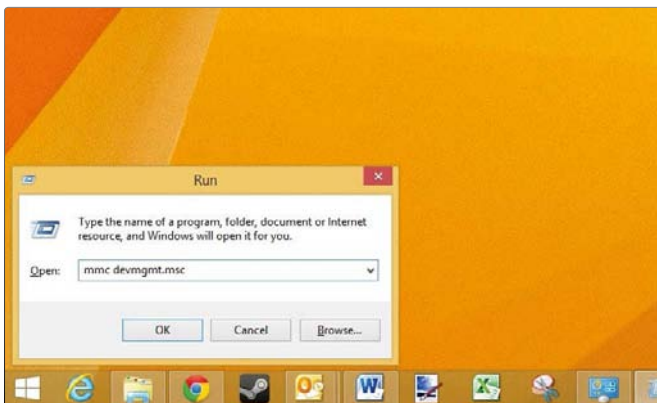 Run
Type the name of a program, folder, document or Internet
resource, and Windows will open it for you.
Open: mmc devmgmt.msc
OK Cancel Browse...